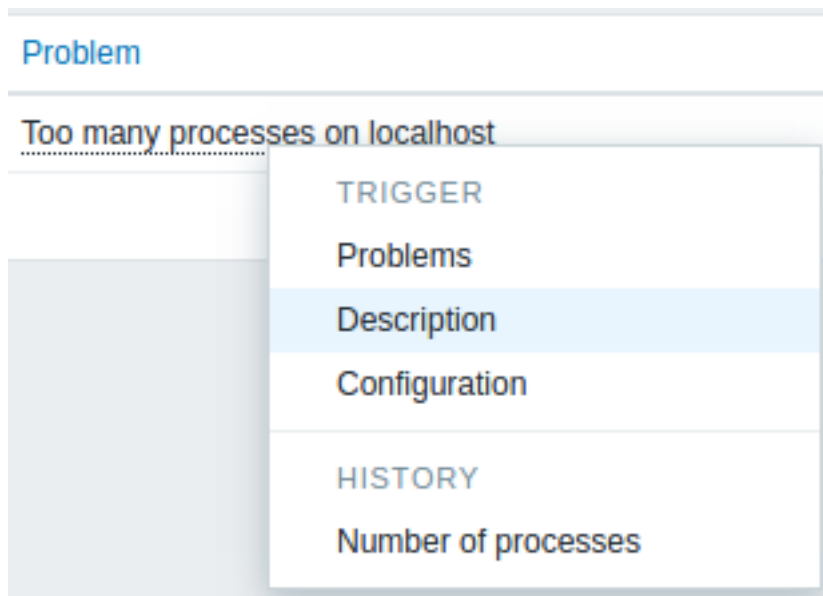 Problem
Too many processes on localhost
TRIGGER
Problems
Description
Configuration
HISTORY
Number of processes